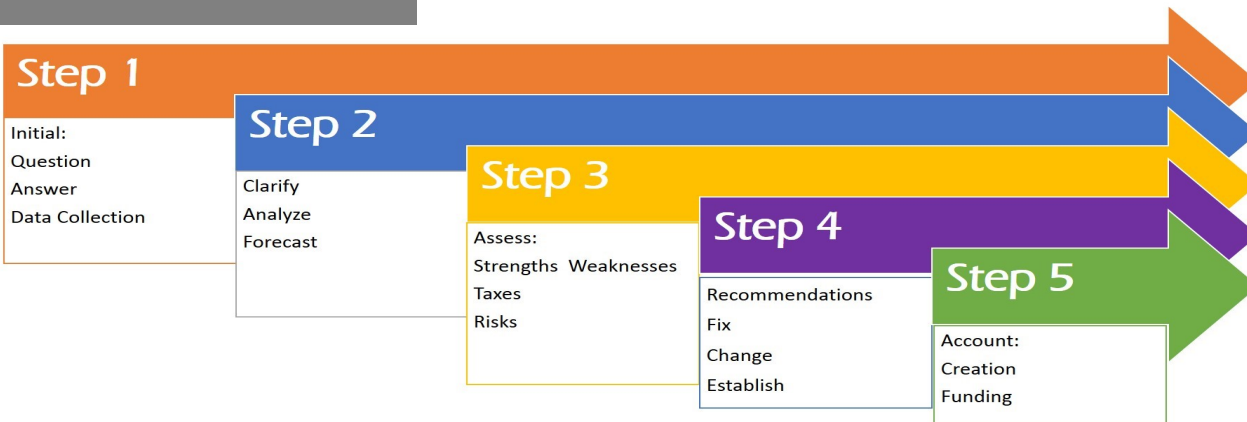 Step 1
Initial:
Question
Answer
Data Collection
Step 2
Clarify
Analyze
Forecast
Step 3
Assess:
Strengths Weaknesses
Taxes
Risks
Step 4
Recommendations
Fix
Change
Establish
Step 5
Account:
Creation
Funding